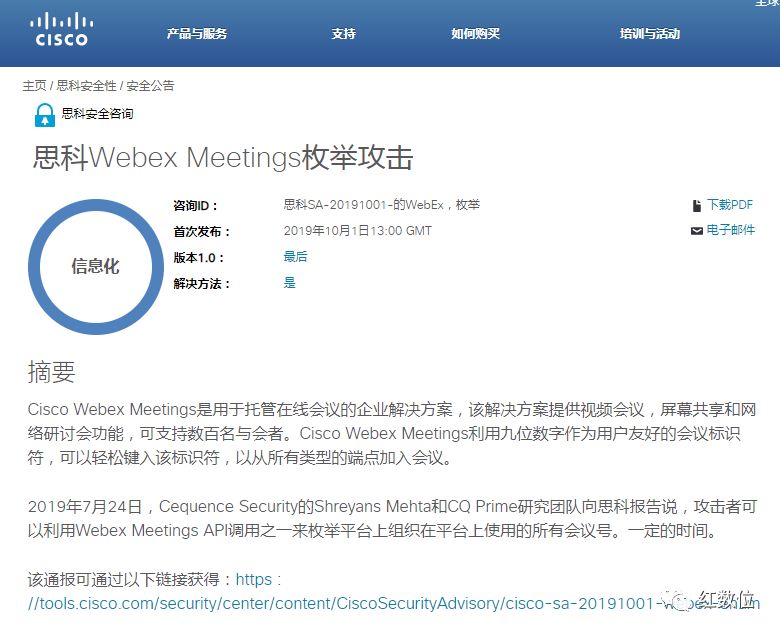 全球
CISCO
产品与服务 支持 如何购买 培训与活动
主页 / 思科安全性 / 安全公告
思科安全咨询
思科Webex Meetings枚举攻击
信息化
咨询ID： 思科SA-20191001-的WebEx，枚举
首次发布： 2019年10月1日13:00 GMT
版本1.0： 最后
解决方法： 是
下载PDF
电子邮件
摘要
Cisco Webex Meetings是用于托管在线会议的企业解决方案，该解决方案提供视频会议，屏幕共享和网
络研讨会功能，可支持数百名与会者。Cisco Webex Meetings利用九位数字作为用户友好的会议标识
符，可以轻松键入该标识符，以从所有类型的端点加入会议。
2019年7月24日，Cequence Security的Shreyans Mehta和CQ Prime研究团队向思科报告说，攻击者可
以利用Webex Meetings API调用之一来枚举平台上组织在平台上使用的所有会议号。一定的时间。
该通报可通过以下链接获得：https：
//tools.cisco.com/security/center/content/CiscoSecurityAdvisory/cisco-sa-20191001-
红数位